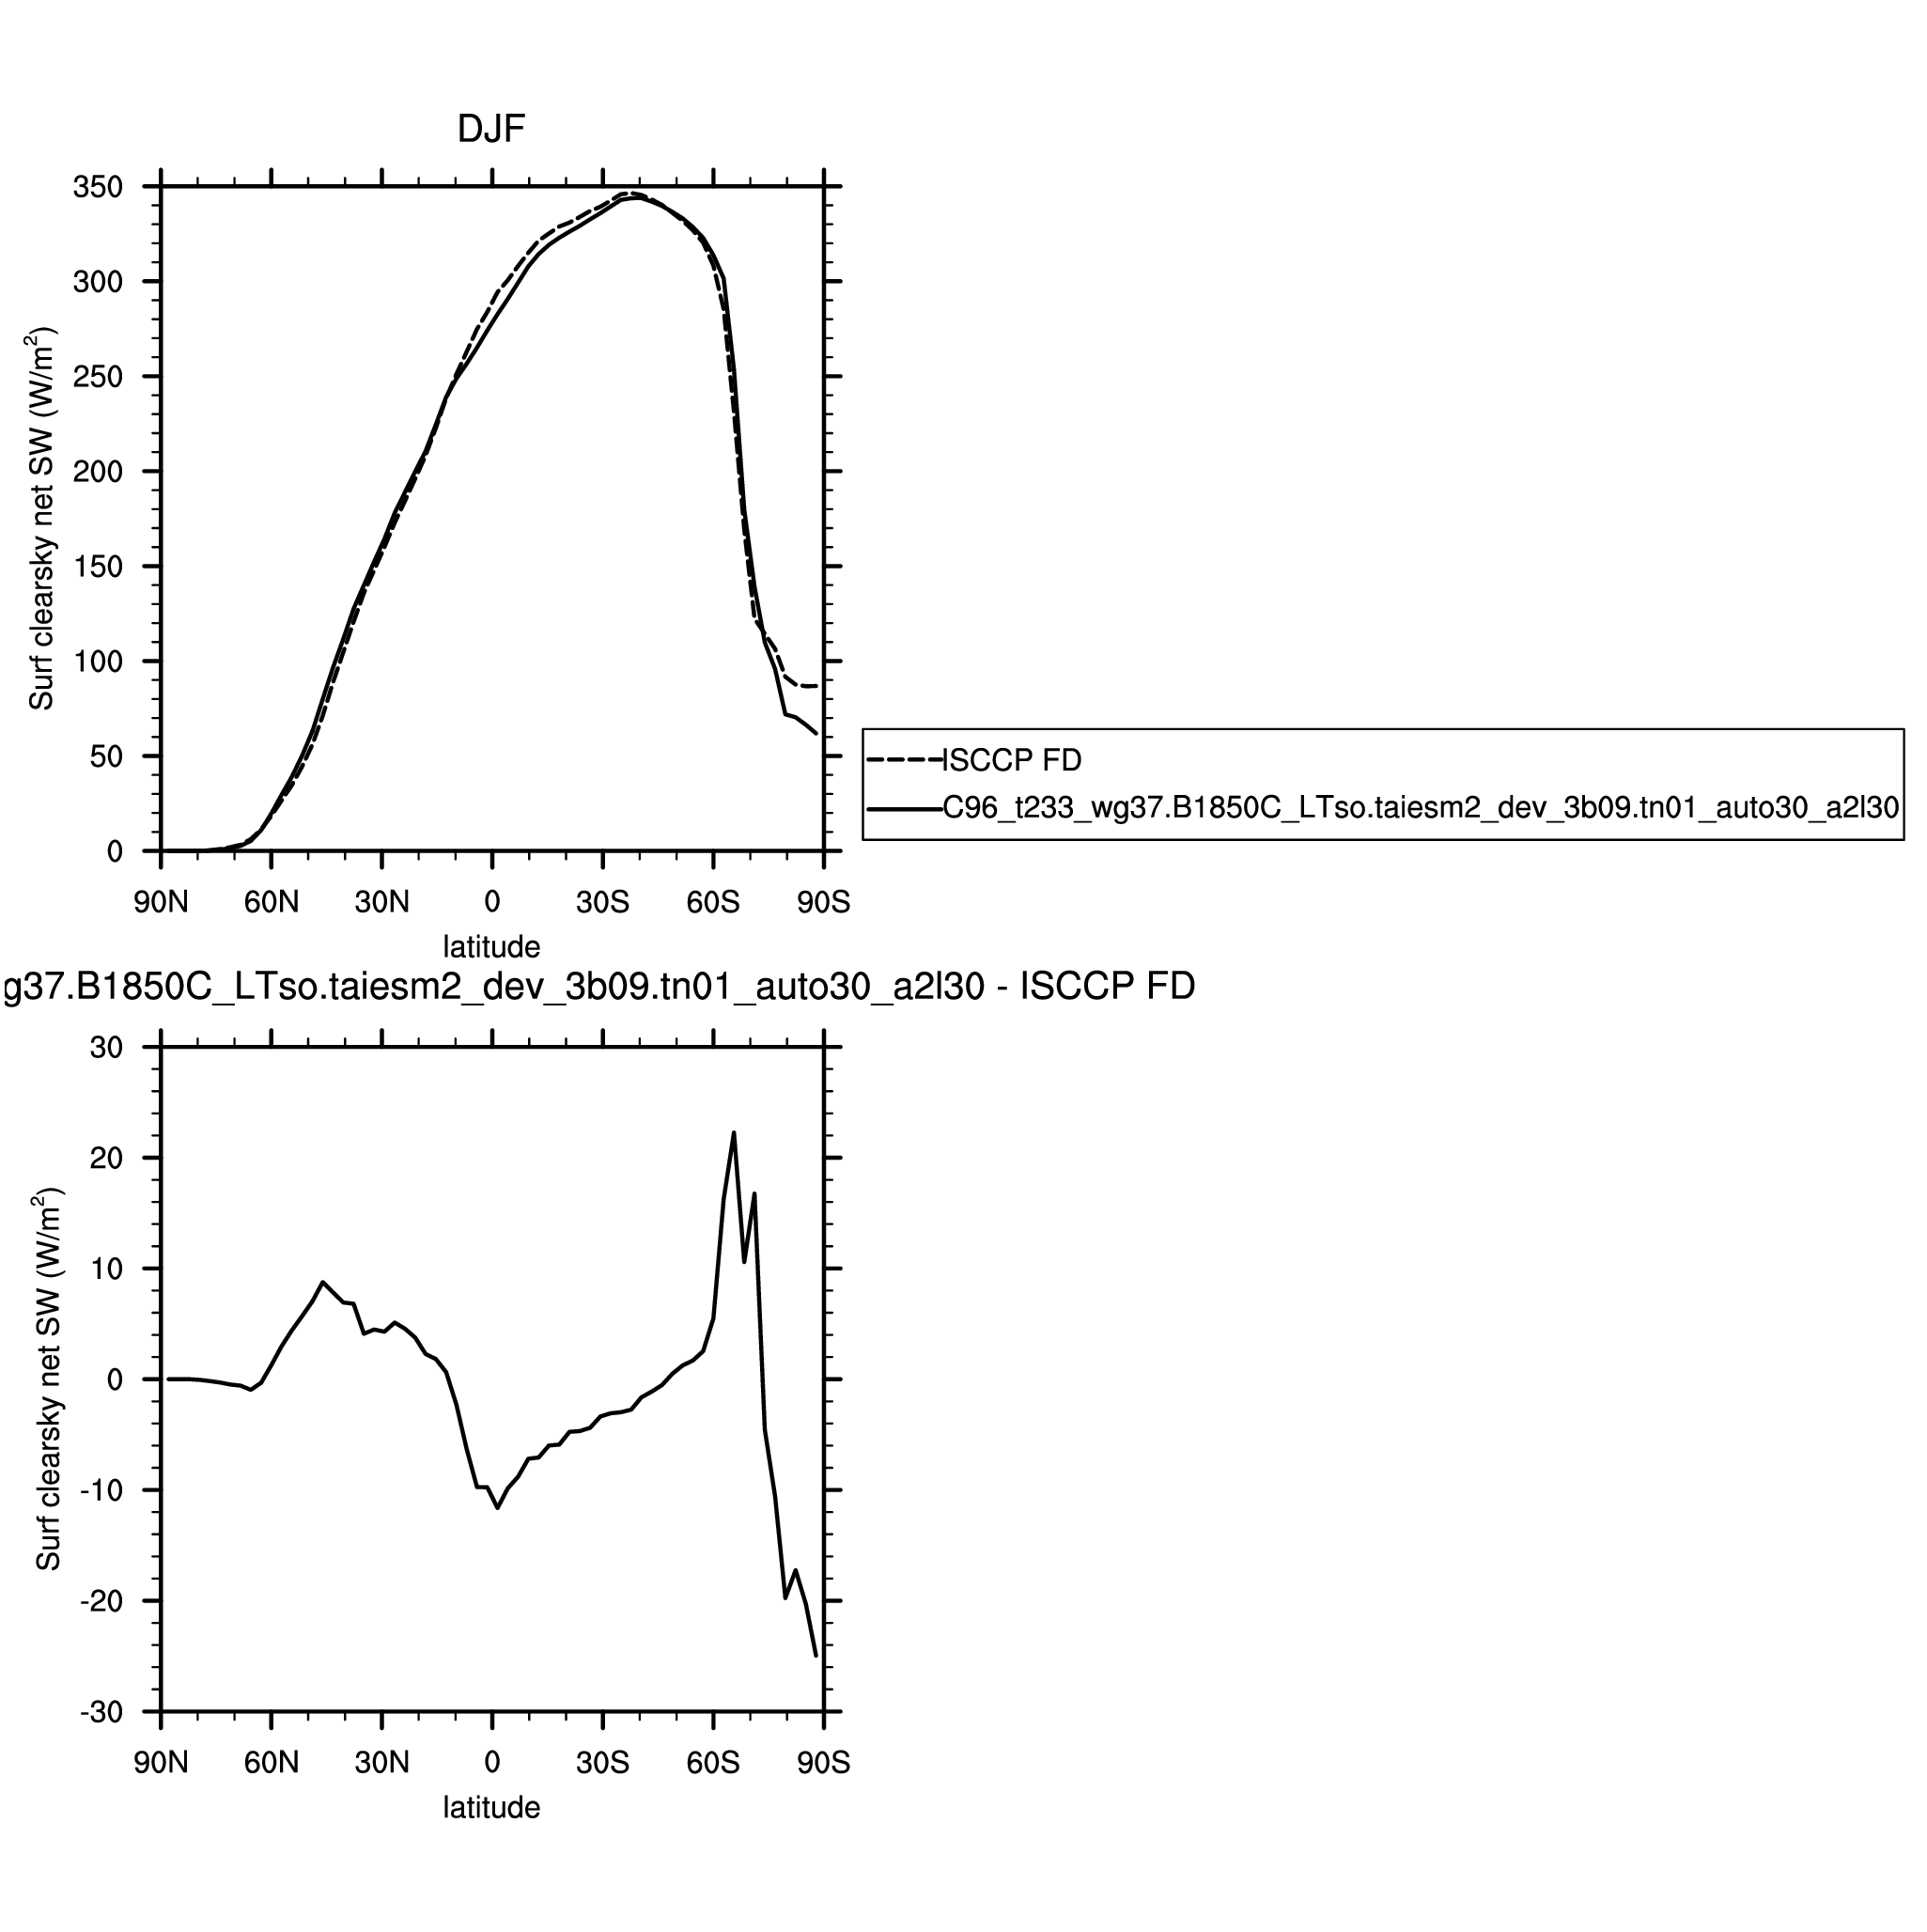 DJF
350
300
250
200
150
100
50
0
Surf clearsky net SW (W/m²)
90N 60N 30N 0 30S 60S 90S
latitude
ISCCP FD
C96_t233_wg37.B1850C_LTso.taiesm2_dev_3b09.tn01_auto30_a2l30
g37.B1850C_LTso.taiesm2_dev_3b09.tn01_auto30_a2l30 - ISCCP FD
30
20
10
0
-10
-20
-30
Surf clearsky net SW (W/m²)
90N 60N 30N 0 30S 60S 90S
latitude